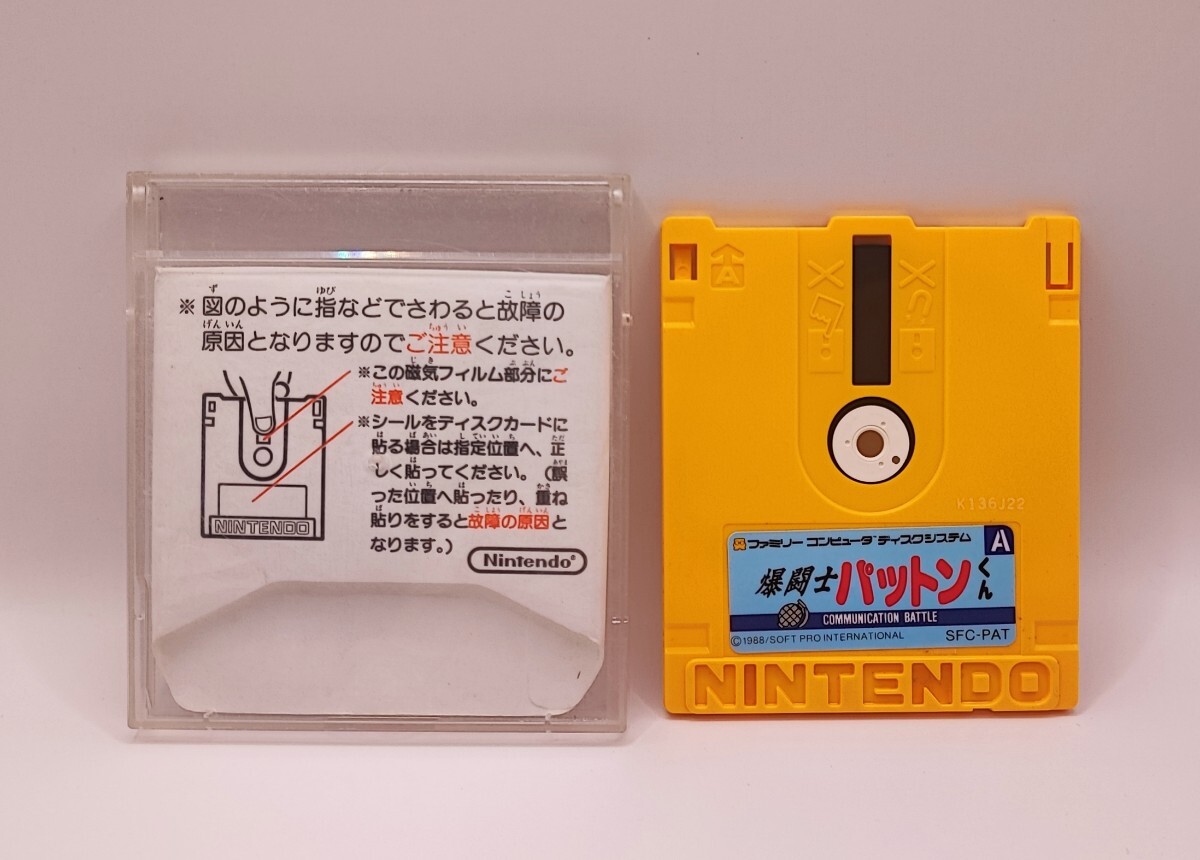 ※図のように指などでさわると故障の
原因となりますのでご注意ください。
※この磁気フィルム部分にご
注意ください。
※シールをディスクカードに
貼る場合は指定位置へ、正
しく貼ってください。(誤
った位置へ貼ったり、重ね
貼りをすると故障の原因と
なります。)
NINTENDO
Nintendo®
A
K136J22
ファミリー コンピュータ ディスクシステム
A
爆闘士パットンくん
COMMUNICATION BATTLE
©1988/SOFT PRO INTERNATIONAL
SFC-PAT
NINTENDO